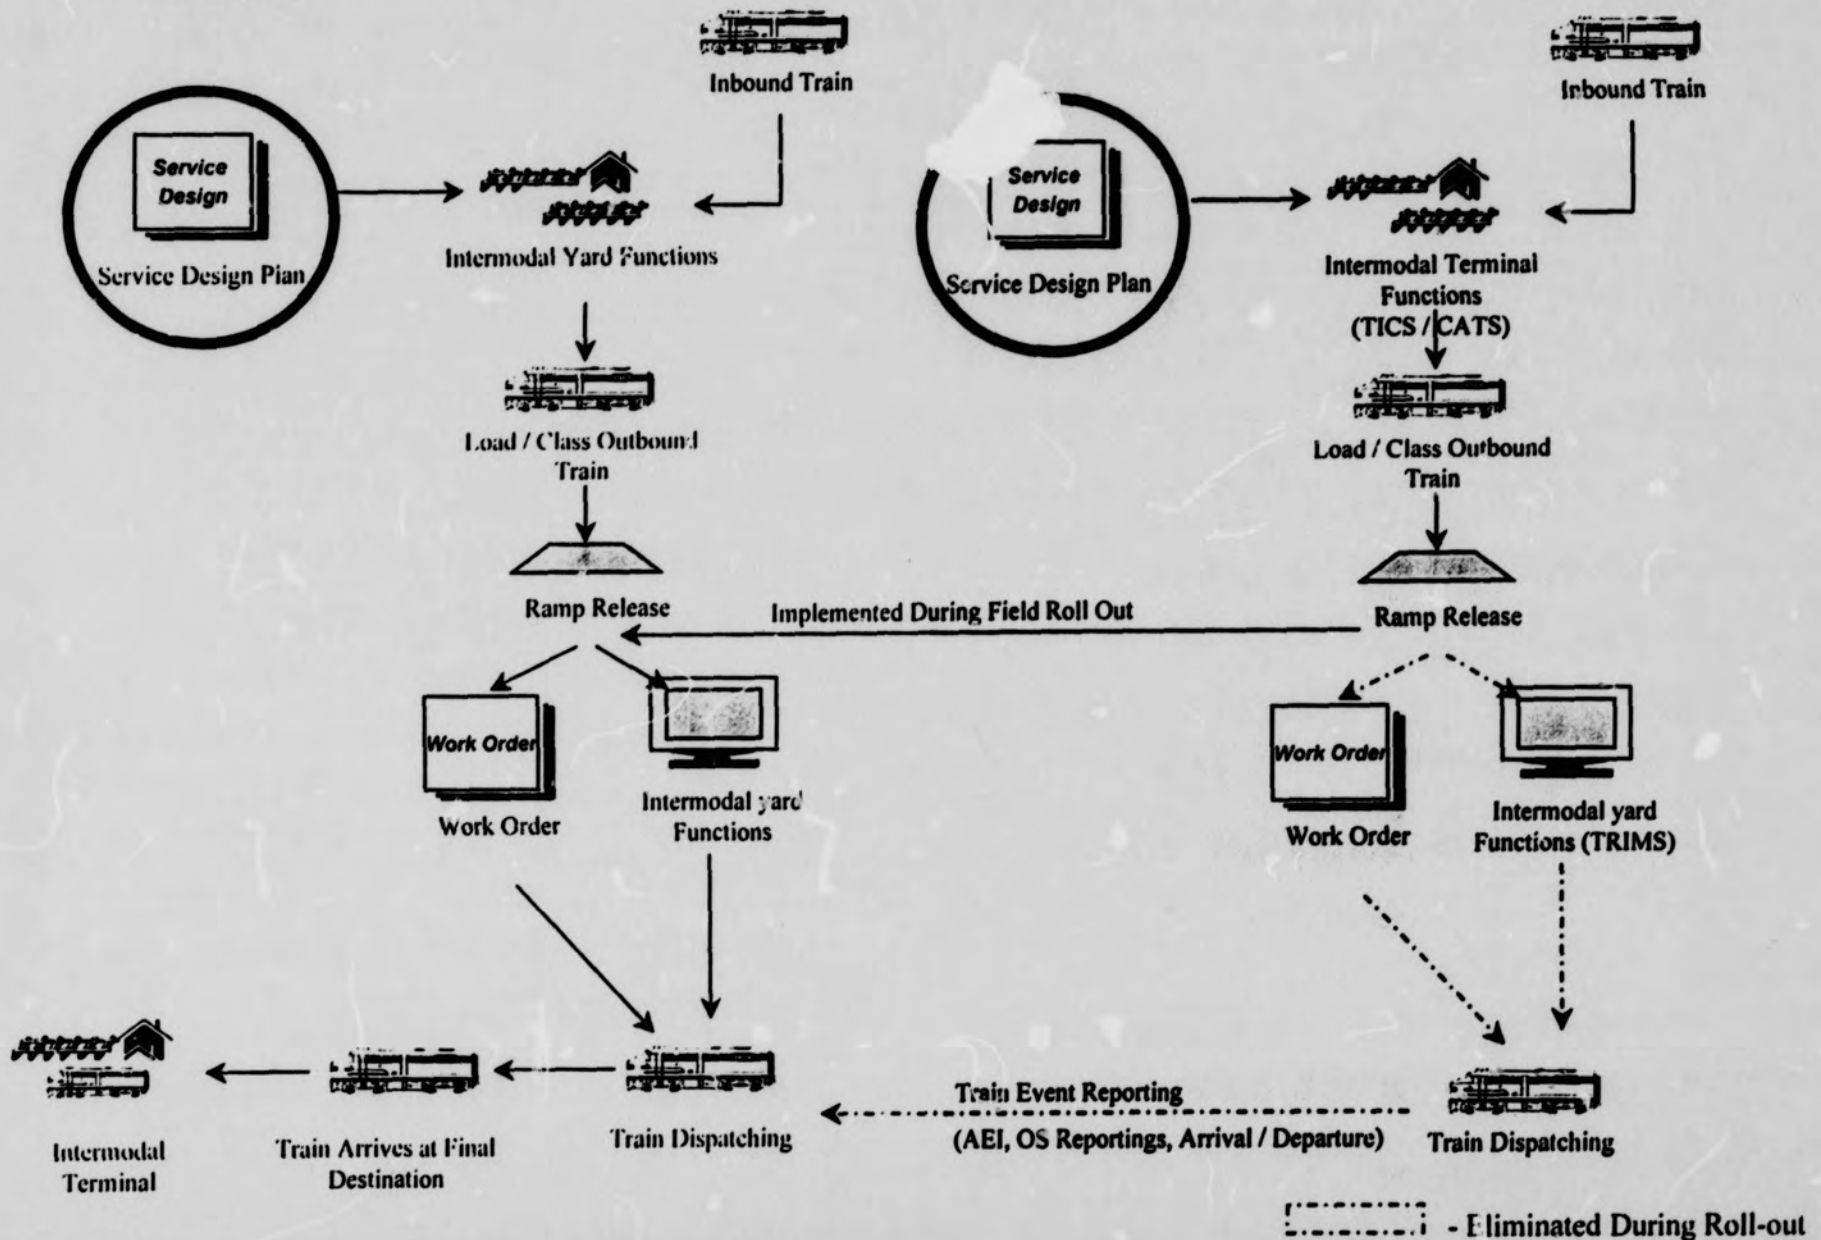 Inbound Train
Service
Design
Service Design Plan
Intermodal Yard Functions
Load / Class Outbound
Train
Ramp Release
Implemented During Field Roll Out
Work Order
Work Order
Intermodal yard
Functions
Intermodal
Terminal
Train Arrives at Final
Destination
Train Dispatching
Inbound Train
Service
Design
Service Design Plan
Intermodal Terminal
Functions
(TICS / CATS)
Load / Class Outbound
Train
Ramp Release
Work Order
Work Order
Intermodal yard
Functions (TRIMS)
Train Event Reporting
(AEI, OS Reportings, Arrival / Departure)
Train Dispatching
- Eliminated During Roll-out